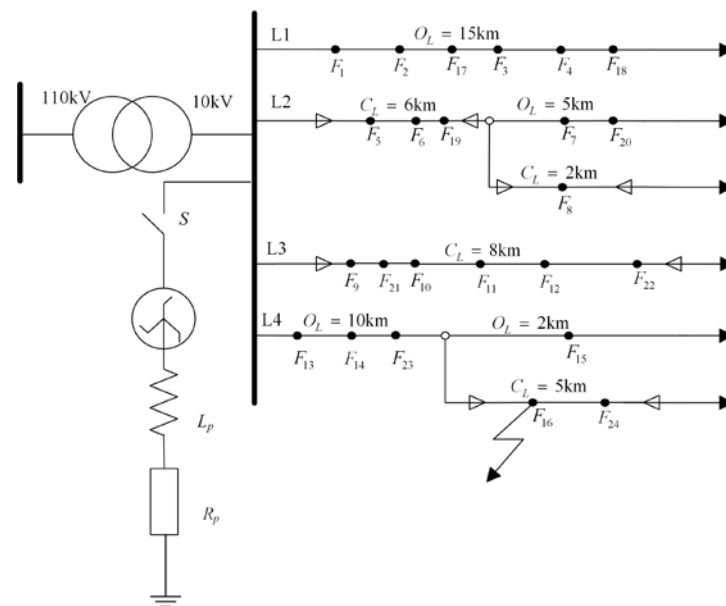 L1
O_L = 15km
F_1 F_2 F_17 F_3 F_4 F_18
110kV 10kV
L2
C_L = 6km
O_L = 5km
F_5 F_6 F_19 F_7 F_20
C_L = 2km
F_8
S
L3
C_L = 8km
F_9 F_21 F_10 F_11 F_12 F_22
L4
O_L = 10km
O_L = 2km
F_13 F_14 F_23 F_15
C_L = 5km
F_16 F_24
L_p
R_p